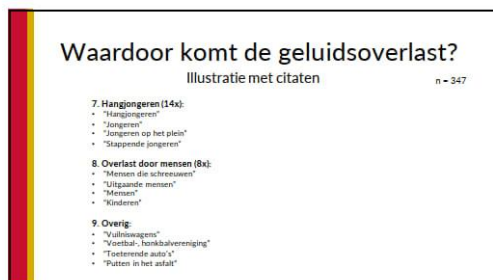 Waardoor komt de geluidsoverlast?
Illustratie met citaten
n = 347
7. Hangjongeren (14x):
• "Hangjongeren"
• "Jongeren"
• "Jongeren op het plein"
• "Stappende jongeren"
8. Overlast door mensen (8x):
• "Mensen die schreeuwen"
• "Uitgaande mensen"
• "Mensen"
• "Kinderen"
9. Overig:
• "Vuilniswagens"
• "Voetbal-, honkbalvereniging"
• "Toeterende auto's"
• "Putten in het asfalt"